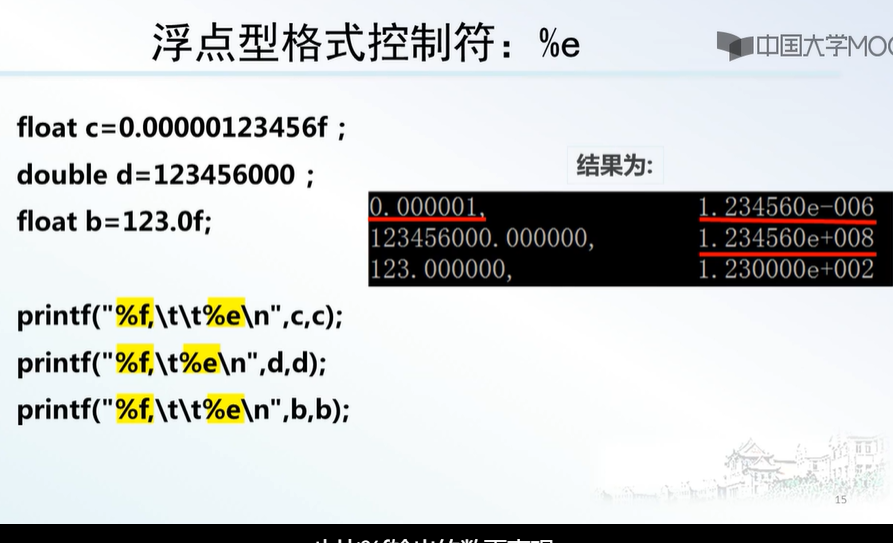 浮点型格式控制符：%e
中国大学MOO
float c=0.00000123456f ;
double d=123456000 ;
float b=123.0f;
结果为:
0.000001, 1.234560e-006
123456000.000000, 1.234560e+008
123.000000, 1.230000e+002
printf("%f,\t\t%e\n",c,c);
printf("%f,\t%e\n",d,d);
printf("%f,\t\t%e\n",b,b);
15